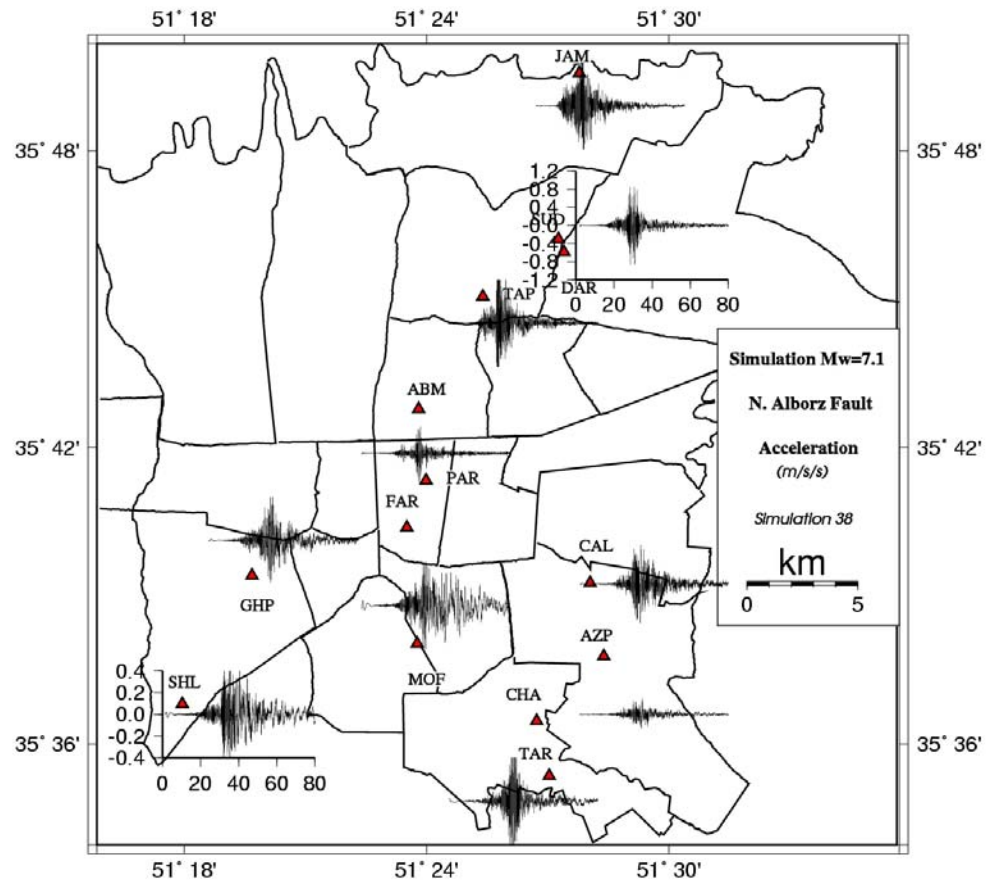 51˚ 18' 51˚ 24' 51˚ 30'
JAM
35˚ 48' 35˚ 48'
1.2
0.8
0.4
SUD
-0.0
-0.4
-0.8
-1.2
DAR
0 20 40 60 80
TAP
Simulation Mw=7.1
N. Alborz Fault
Acceleration
(m/s/s)
Simulation 38
km
0 5
ABM
35˚ 42' 35˚ 42'
PAR
FAR
CAL
GHP
AZP
MOF
SHL
0.4
0.2
0.0
-0.2
-0.4
0 20 40 60 80
CHA
35˚ 36' 35˚ 36'
TAR
51˚ 18' 51˚ 24' 51˚ 30'